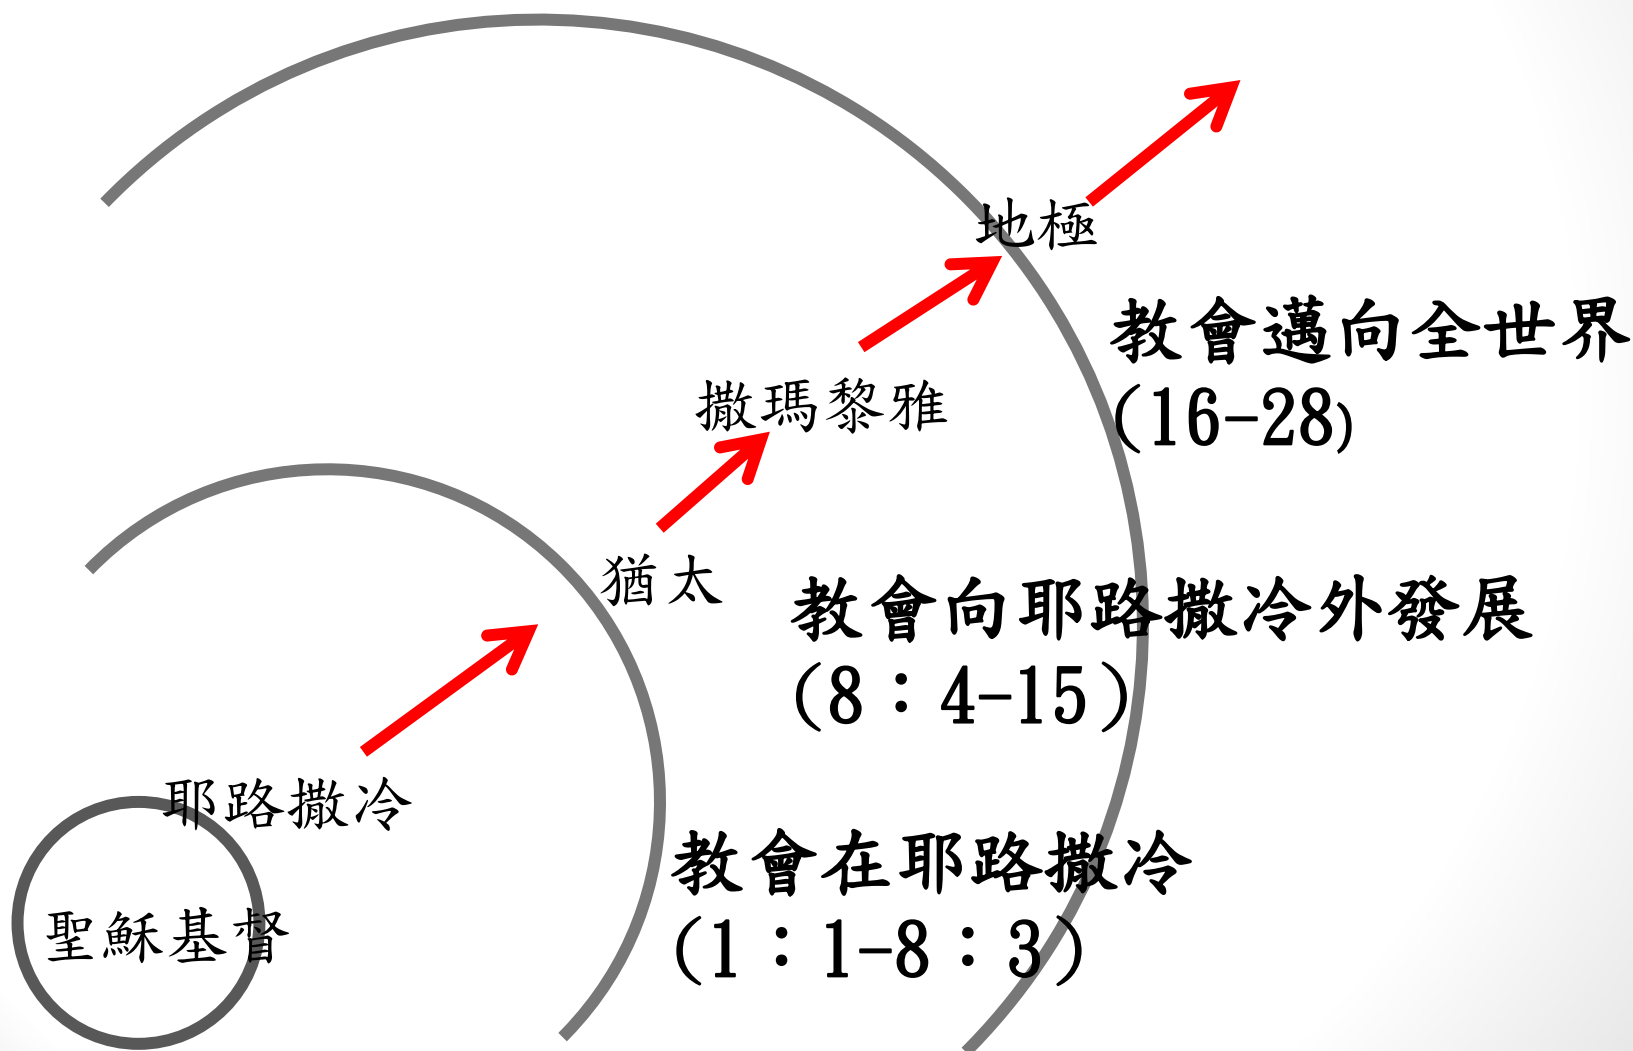 地極
教會邁向全世界
(16-28)
撒瑪黎雅
猶太
教會向耶路撒冷外發展
(8：4-15)
耶路撒冷
教會在耶路撒冷
(1：1-8：3)
聖穌基督